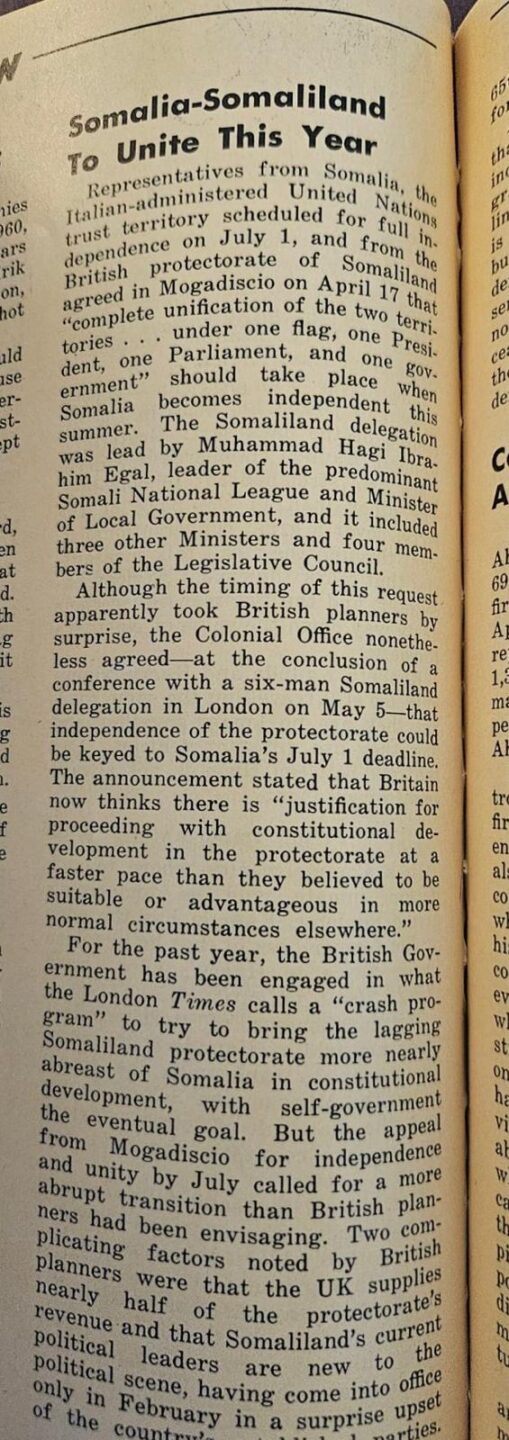 Somalia-Somaliland
To Unite This Year
Representatives from Somalia, the
Italian-administered United Nations
trust territory scheduled for full in-
dependence on July 1, and from the
British protectorate of Somaliland
agreed in Mogadiscio on April 17 that
"complete unification of the two terri-
tories . . . under one flag, one Presi-
dent, one Parliament, and one gov-
ernment" should take place when
Somalia becomes independent this
summer. The Somaliland delegation
was lead by Muhammad Hagi Ibra-
him Egal, leader of the predominant
Somali National League and Minister
of Local Government, and it included
three other Ministers and four mem-
bers of the Legislative Council.
Although the timing of this request
apparently took British planners by
surprise, the Colonial Office nonethe-
less agreed—at the conclusion of a
conference with a six-man Somaliland
delegation in London on May 5—that
independence of the protectorate could
be keyed to Somalia's July 1 deadline.
The announcement stated that Britain
now thinks there is "justification for
proceeding with constitutional de-
velopment in the protectorate at a
faster pace than they believed to be
suitable or advantageous in more
normal circumstances elsewhere."
For the past year, the British Gov-
ernment has been engaged in what
the London Times calls a "crash pro-
gram" to try to bring the lagging
Somaliland protectorate more nearly
abreast of Somalia in constitutional
development, with self-government
the eventual goal. But the appeal
from Mogadiscio for independence
and unity by July called for a more
abrupt transition than British plan-
ners had been envisaging. Two com-
plicating factors noted by British
planners were that the UK supplies
nearly half of the protectorate's
revenue and that Somaliland's current
political leaders are new to the
political scene, having come into office
only in February in a surprise upset
of the country's parties.